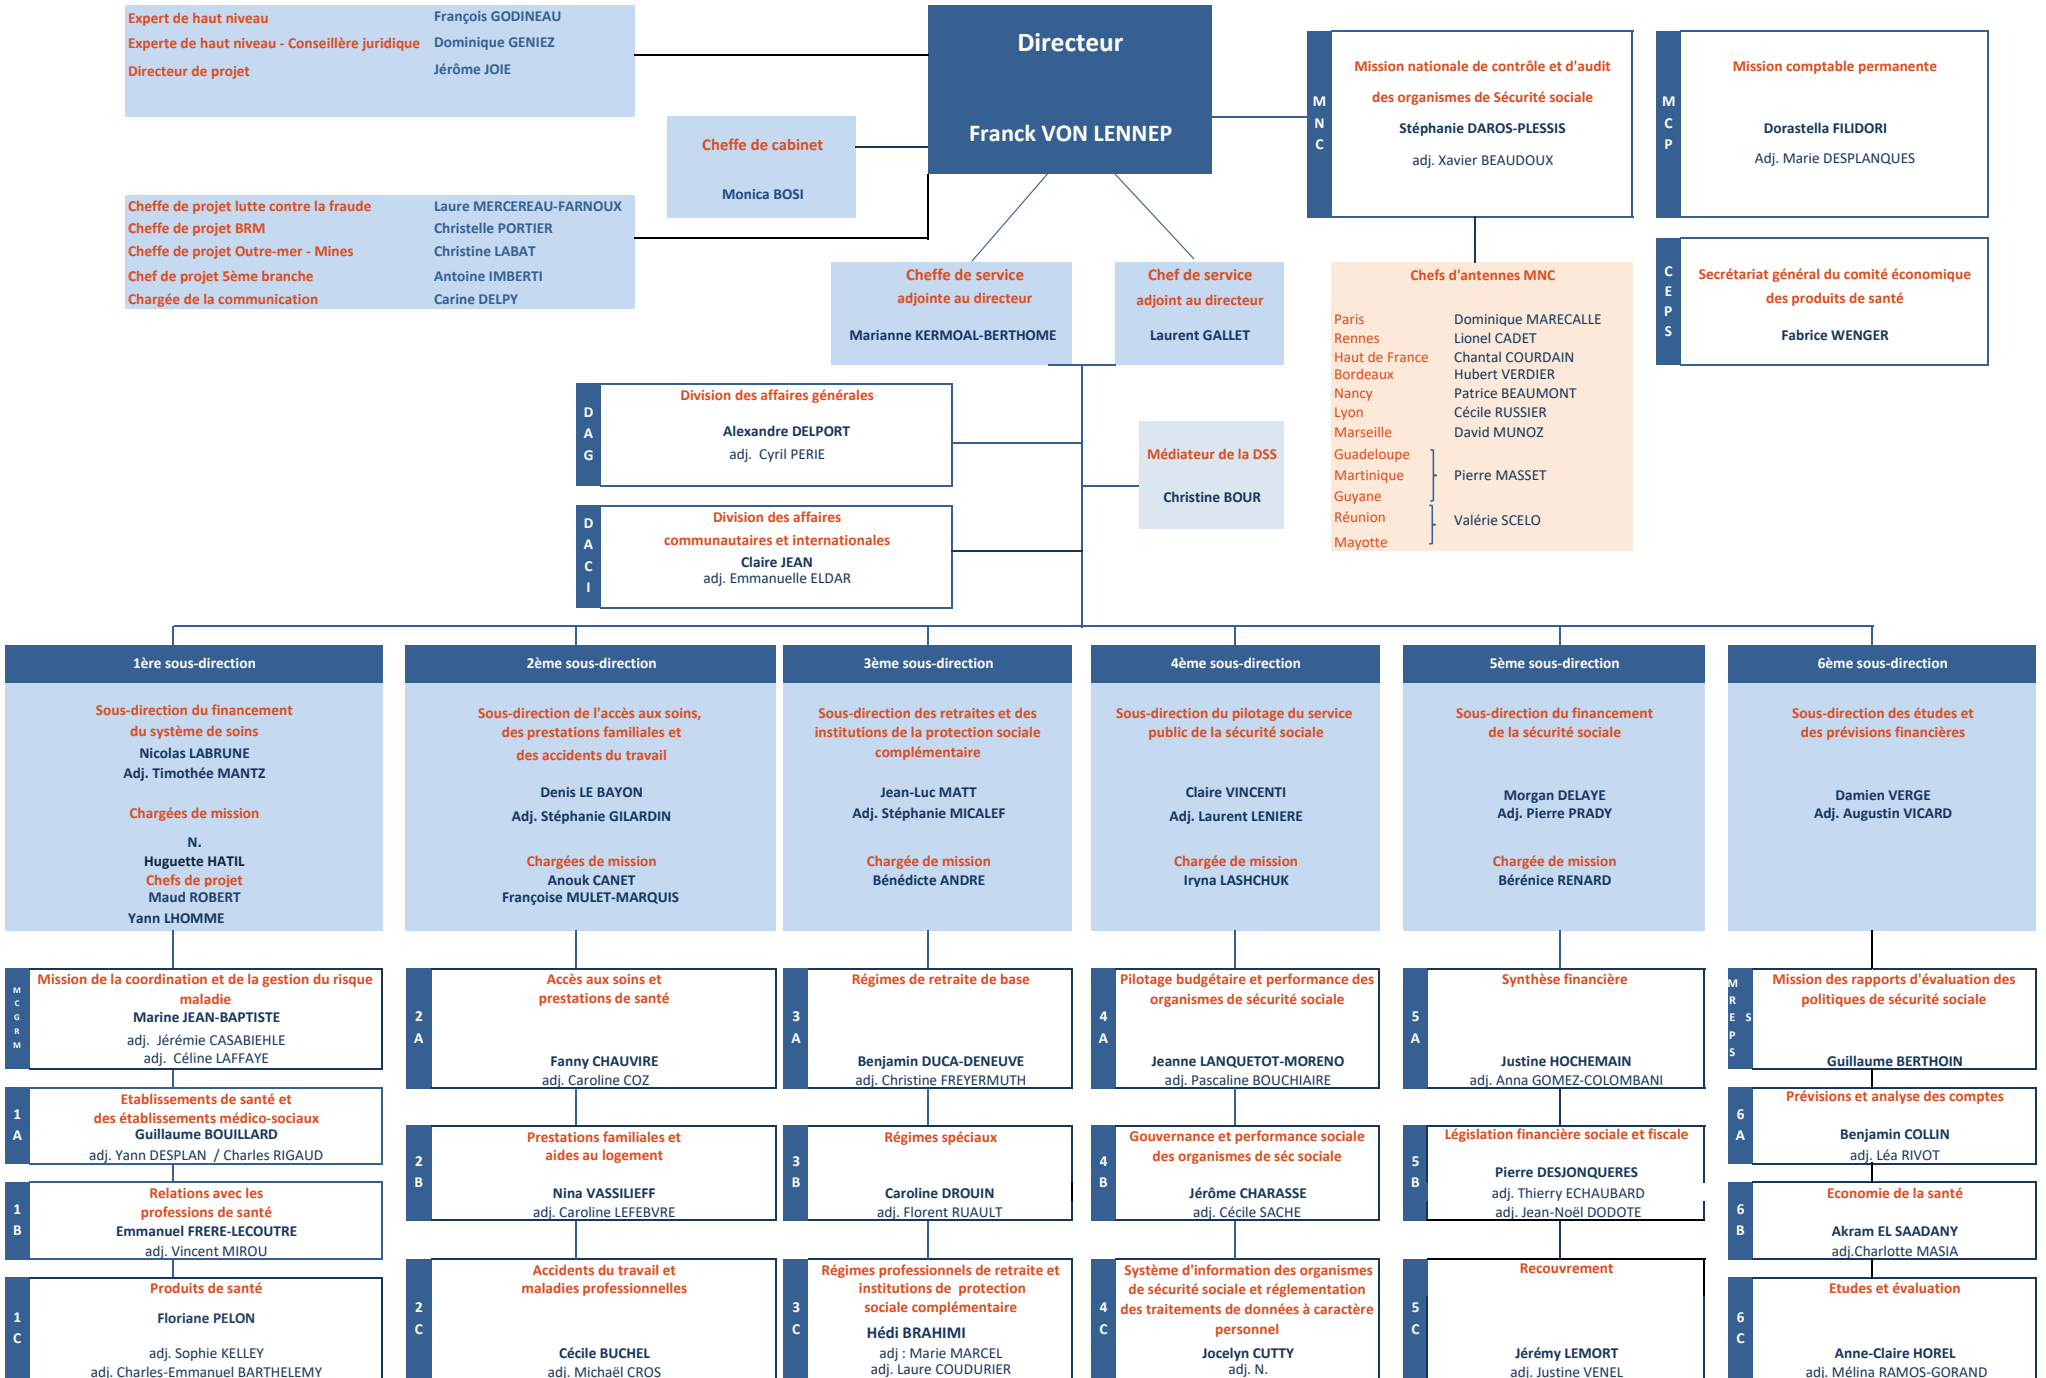 Expert de haut niveau François GODINEAU
Experte de haut niveau - Conseillère juridique Dominique GENIEZ
Directeur de projet Jérôme JOIE
Directeur
Franck VON LENNEP
Cheffe de cabinet
Monica BOSI
Cheffe de projet lutte contre la fraude Laure MERCEREAU-FARNOUX
Cheffe de projet BRM Christelle PORTIER
Cheffe de projet Outre-mer - Mines Christine LABAT
Chef de projet 5ème branche Antoine IMBERTI
Chargée de la communication Carine DELPY
MNC
Mission nationale de contrôle et d'audit
des organismes de Sécurité sociale
Stéphanie DAROS-PLESSIS
adj. Xavier BEAUDOUX
MCP
Mission comptable permanente
Dorastella FILIDORI
Adj. Marie DESPLANQUES
Cheffe de service
adjointe au directeur
Marianne KERMOAL-BERTHOME
Chef de service
adjoint au directeur
Laurent GALLET
Chefs d'antennes MNC
Paris Dominique MARECALLE
Rennes Lionel CADET
Haut de France Chantal COURDAIN
Bordeaux Hubert VERDIER
Nancy Patrice BEAUMONT
Lyon Cécile RUSSIER
Marseille David MUNOZ
Guadeloupe
Martinique Pierre MASSET
Guyane
Réunion Valérie SCELO
Mayotte
CEPS
Secrétariat général du comité économique
des produits de santé
Fabrice WENGER
DAG
Division des affaires générales
Alexandre DELPORT
adj. Cyril PERIE
Médiateur de la DSS
Christine BOUR
DACI
Division des affaires
communautaires et internationales
Claire JEAN
adj. Emmanuelle ELDAR
1ère sous-direction
Sous-direction du financement
du système de soins
Nicolas LABRUNE
Adj. Timothée MANTZ
Chargées de mission
N.
Huguette HATIL
Chefs de projet
Maud ROBERT
Yann LHOMME
MCGRM
Mission de la coordination et de la gestion du risque
maladie
Marine JEAN-BAPTISTE
adj. Jérémie CASABIEHLE
adj. Céline LAFFAYE
1A
Etablissements de santé et
des établissements médico-sociaux
Guillaume BOUILLARD
adj. Yann DESPLAN / Charles RIGAUD
1B
Relations avec les
professions de santé
Emmanuel FRERE-LECOUTRE
adj. Vincent MIROU
1C
Produits de santé
Floriane PELON
adj. Sophie KELLEY
adj. Charles-Emmanuel BARTHELEMY
2ème sous-direction
Sous-direction de l'accès aux soins,
des prestations familiales et
des accidents du travail
Denis LE BAYON
Adj. Stéphanie GILARDIN
Chargées de mission
Anouk CANET
Françoise MULET-MARQUIS
2A
Accès aux soins et
prestations de santé
Fanny CHAUVIRE
adj. Caroline COZ
2B
Prestations familiales et
aides au logement
Nina VASSILIEFF
adj. Caroline LEFEBVRE
2C
Accidents du travail et
maladies professionnelles
Cécile BUCHEL
adj. Michaël CROS
3ème sous-direction
Sous-direction des retraites et des
institutions de la protection sociale
complémentaire
Jean-Luc MATT
Adj. Stéphanie MICALEF
Chargée de mission
Bénédicte ANDRE
3A
Régimes de retraite de base
Benjamin DUCA-DENEUVE
adj. Christine FREYERMUTH
3B
Régimes spéciaux
Caroline DROUIN
adj. Florent RUAULT
3C
Régimes professionnels de retraite et
institutions de protection
sociale complémentaire
Hédi BRAHIMI
adj : Marie MARCEL
adj. Laure COUDURIER
4ème sous-direction
Sous-direction du pilotage du service
public de la sécurité sociale
Claire VINCENTI
Adj. Laurent LENIERE
Chargée de mission
Iryna LASHCHUK
4A
Pilotage budgétaire et performance des
organismes de sécurité sociale
Jeanne LANQUETOT-MORENO
adj. Pascaline BOUCHIAIRE
4B
Gouvernance et performance sociale
des organismes de séc sociale
Jérôme CHARASSE
adj. Cécile SACHE
4C
Système d'information des organismes
de sécurité sociale et réglementation
des traitements de données à caractère
personnel
Jocelyn CUTTY
adj. N.
5ème sous-direction
Sous-direction du financement
de la sécurité sociale
Morgan DELAYE
Adj. Pierre PRADY
Chargée de mission
Bérénice RENARD
5A
Synthèse financière
Justine HOCHEMAIN
adj. Anna GOMEZ-COLOMBANI
5B
Législation financière sociale et fiscale
Pierre DESJONQUERES
adj. Thierry ECHAUBARD
adj. Jean-Noël DODOTE
5C
Recouvrement
Jérémy LEMORT
adj. Justine VENEL
6ème sous-direction
Sous-direction des études et
des prévisions financières
Damien VERGE
Adj. Augustin VICARD
MREPSS
Mission des rapports d'évaluation des
politiques de sécurité sociale
Guillaume BERTHOIN
6A
Prévisions et analyse des comptes
Benjamin COLLIN
adj. Léa RIVOT
6B
Economie de la santé
Akram EL SAADANY
adj.Charlotte MASIA
6C
Etudes et évaluation
Anne-Claire HOREL
adj. Mélina RAMOS-GORAND